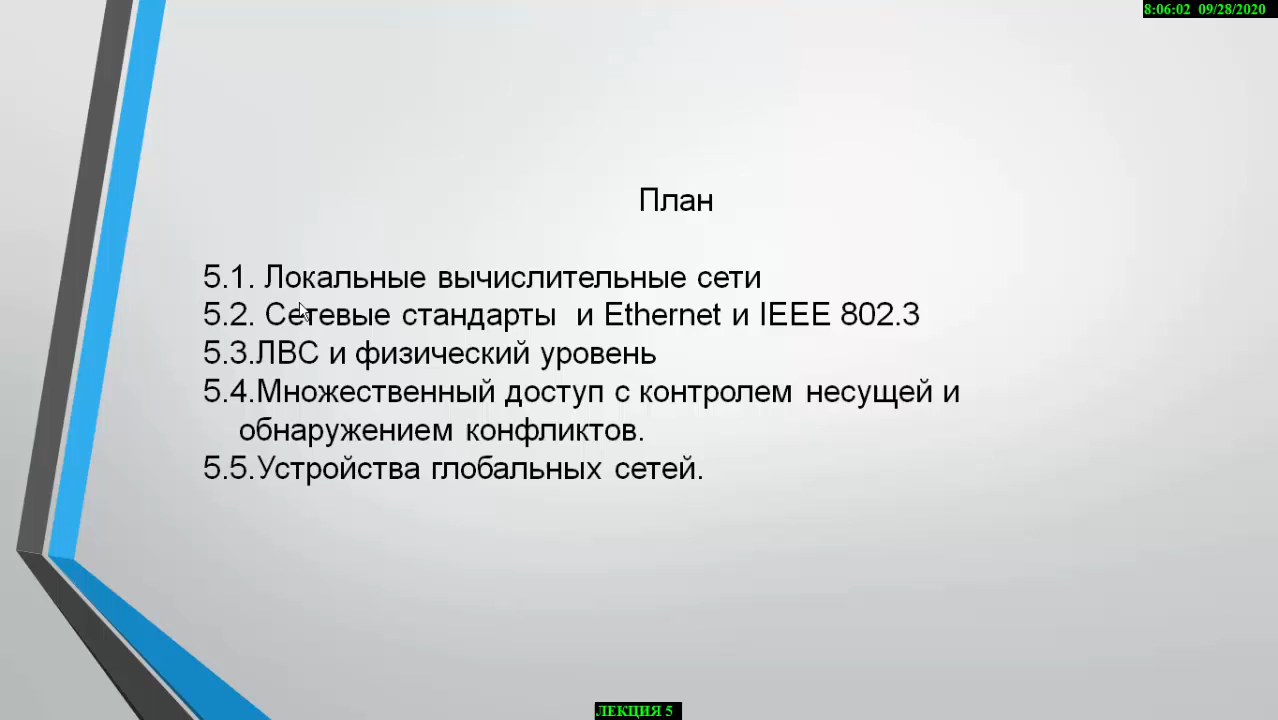 8:06:02 09/28/2020
План
5.1. Локальные вычислительные сети
5.2. Сетевые стандарты и Ethernet и IEEE 802.3
5.3.ЛВС и физический уровень
5.4.Множественный доступ с контролем несущей и
обнаружением конфликтов.
5.5.Устройства глобальных сетей.
ЛЕКЦИЯ 5